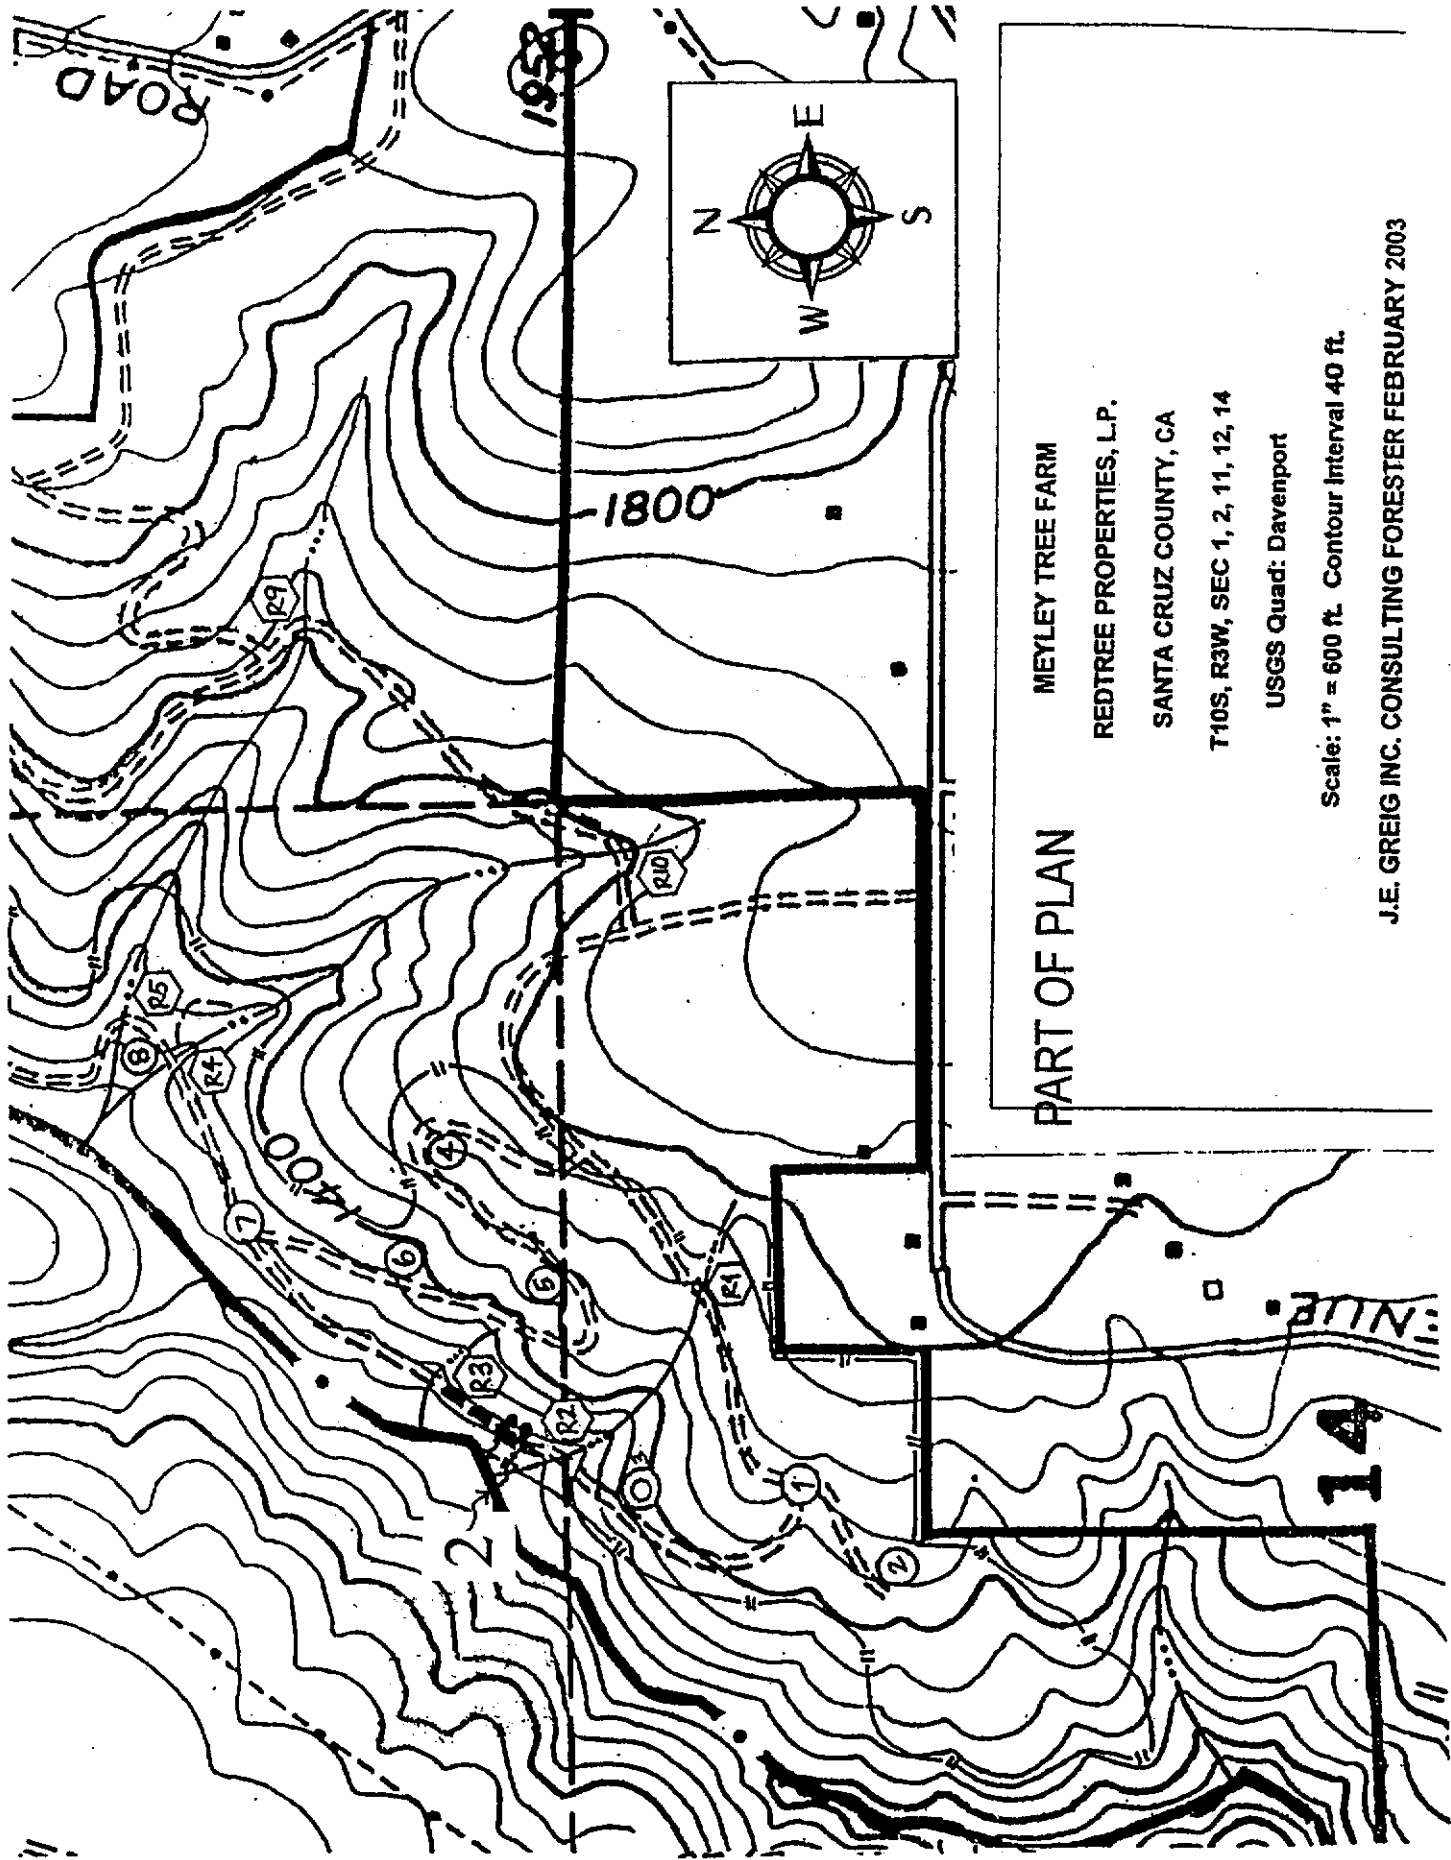 ROAD
1958
N
E
S
W
1800
R9
R10
R5
8
R4
1400
7
4
6
5
R3
R1
R2
3
1
2
2
14
PART OF PLAN
MEYLEY TREE FARM
REDTREE PROPERTIES, L.P.
SANTA CRUZ COUNTY, CA
T10S, R3W, SEC 1, 2, 11, 12, 14
USGS Quad: Davenport
Scale: 1" = 600 ft. Contour Interval 40 ft.
J.E. GREIG INC. CONSULTING FORESTER FEBRUARY 2003